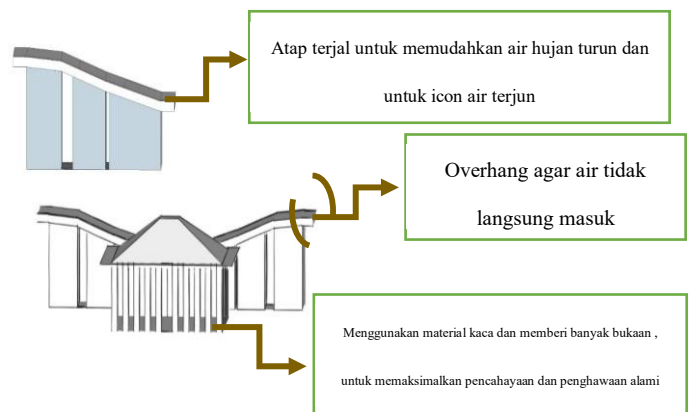 Atap terjal untuk memudahkan air hujan turun dan
untuk icon air terjun
Overhang agar air tidak
langsung masuk
Menggunakan material kaca dan memberi banyak bukaan ,
untuk memaksimalkan pencahayaan dan penghawaan alami